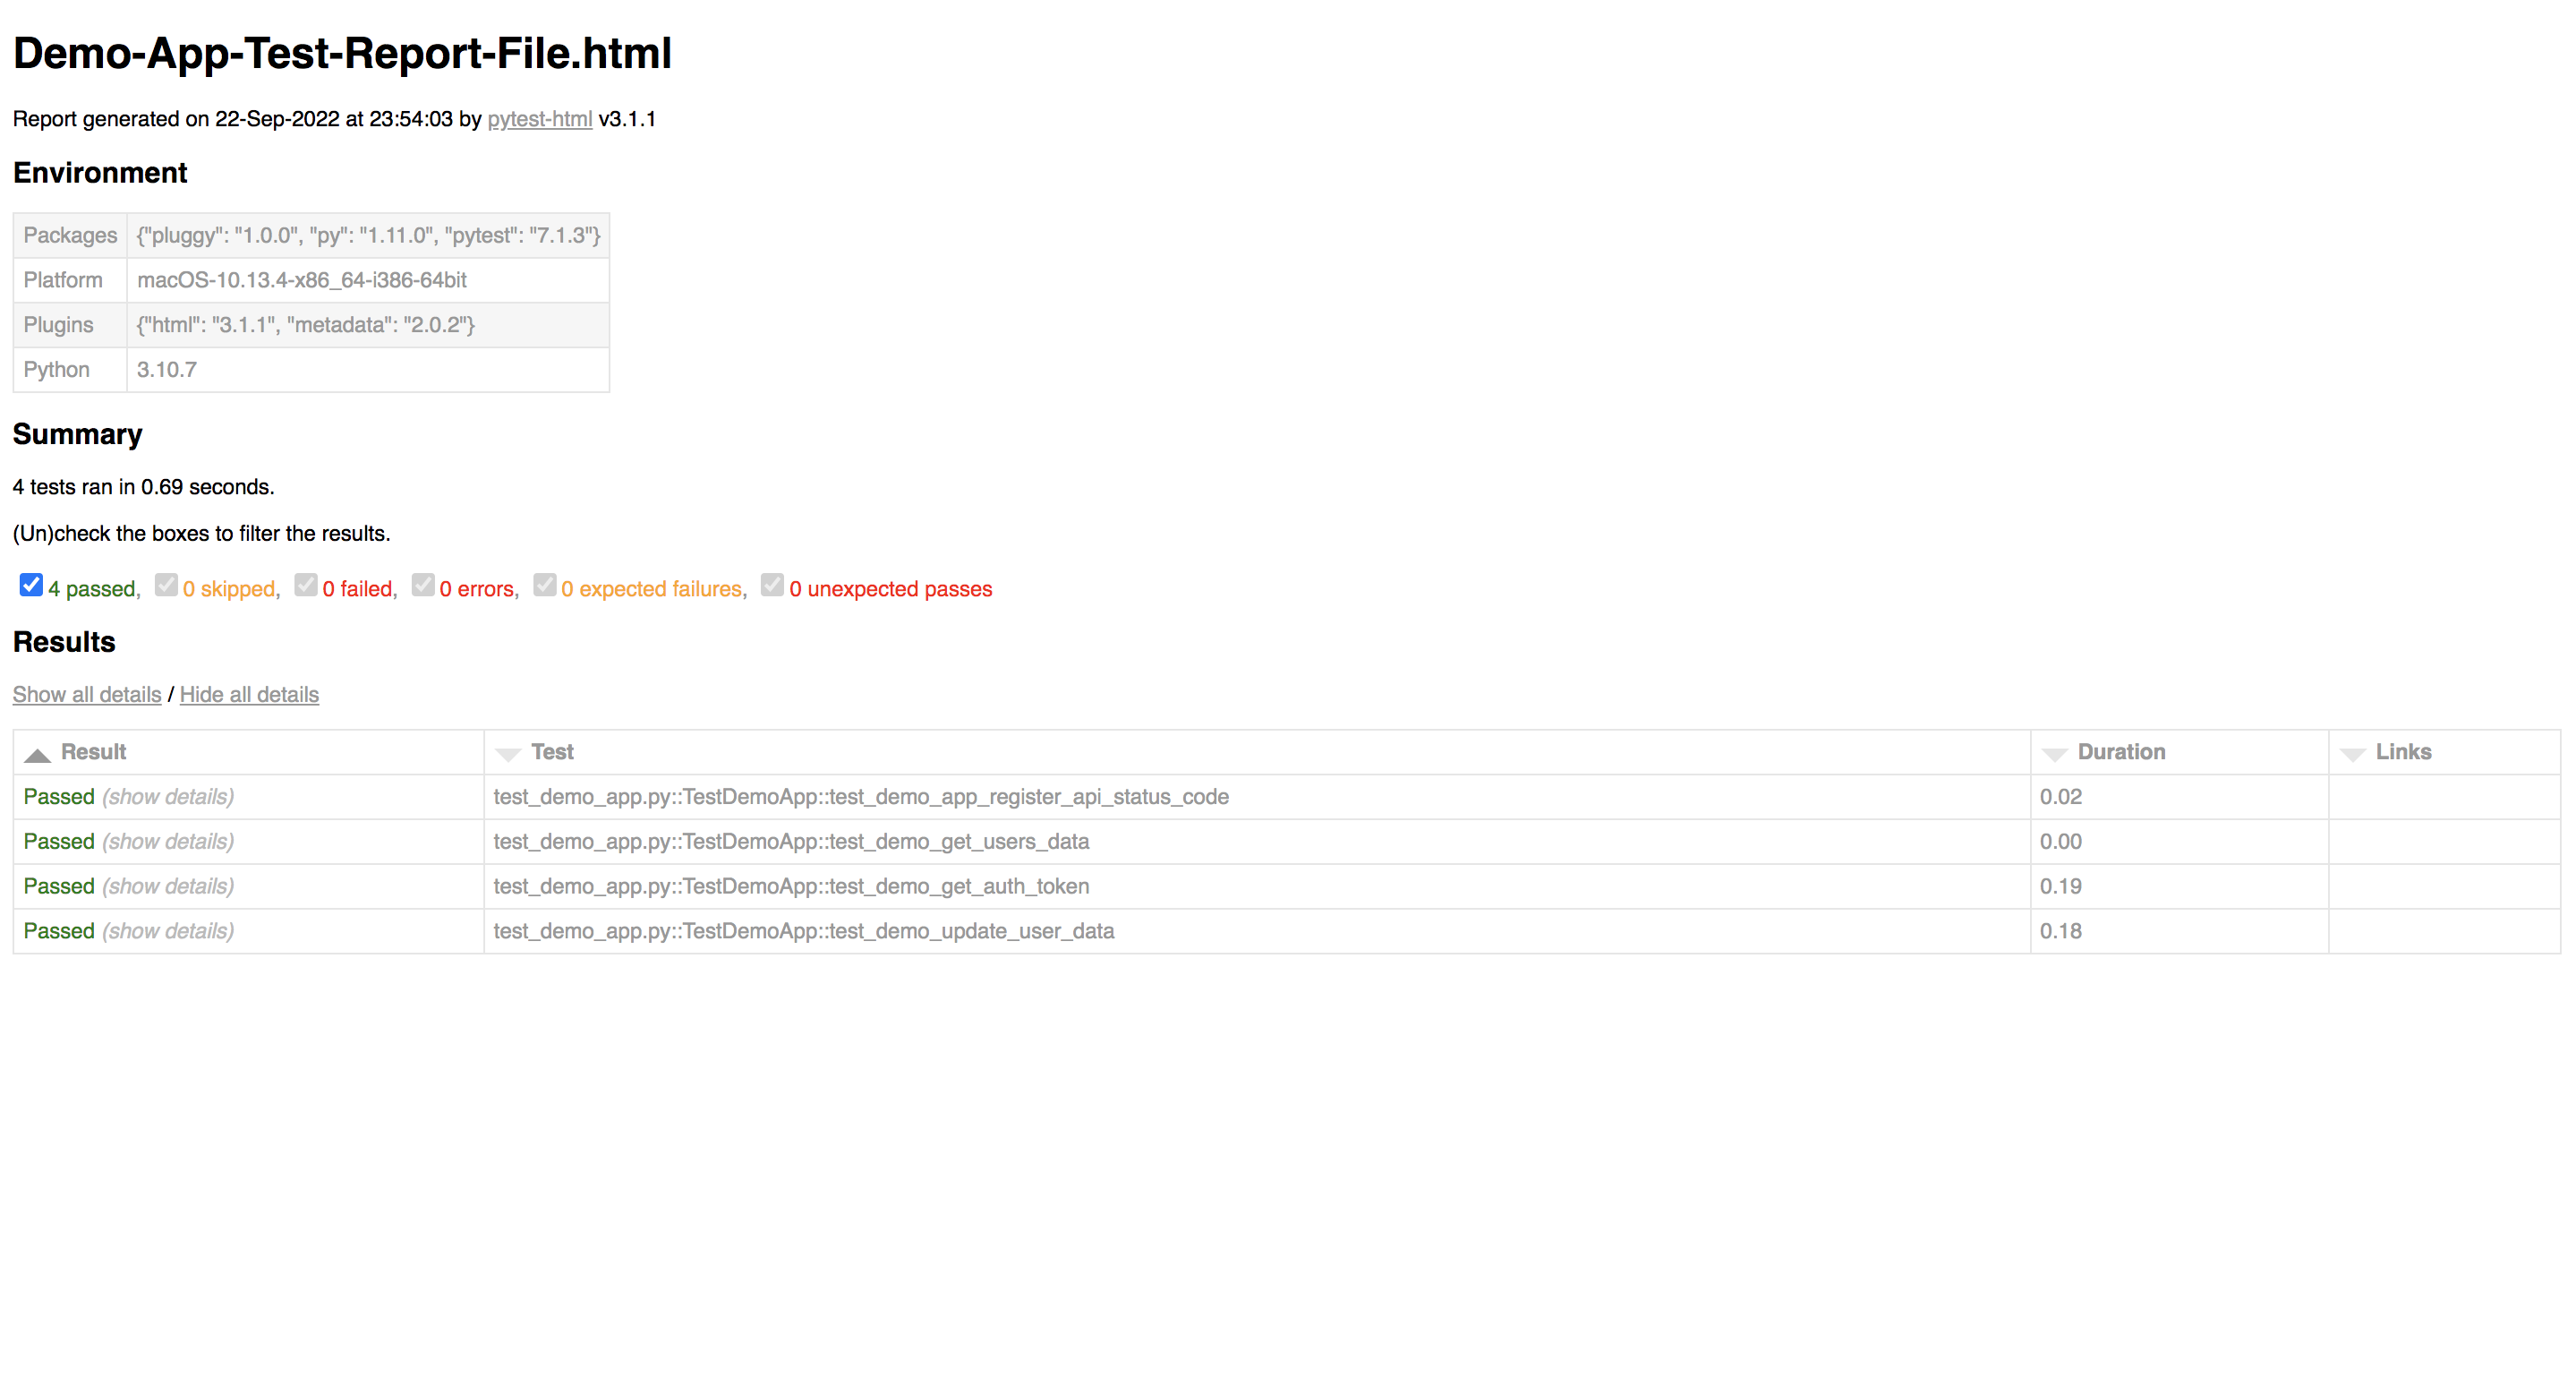 Demo-App-Test-Report-File.html
Report generated on 22-Sep-2022 at 23:54:03 by pytest-html v3.1.1
Environment
Packages {"pluggy": "1.0.0", "py": "1.11.0", "pytest": "7.1.3"}
Platform macOS-10.13.4-x86_64-i386-64bit
Plugins {"html": "3.1.1", "metadata": "2.0.2"}
Python 3.10.7
Summary
4 tests ran in 0.69 seconds.
(Un)check the boxes to filter the results.
4 passed, 0 skipped, 0 failed, 0 errors, 0 expected failures, 0 unexpected passes
Results
Show all details / Hide all details
Result Test Duration Links
Passed (show details) test_demo_app.py::TestDemoApp::test_demo_app_register_api_status_code 0.02
Passed (show details) test_demo_app.py::TestDemoApp::test_demo_get_users_data 0.00
Passed (show details) test_demo_app.py::TestDemoApp::test_demo_get_auth_token 0.19
Passed (show details) test_demo_app.py::TestDemoApp::test_demo_update_user_data 0.18